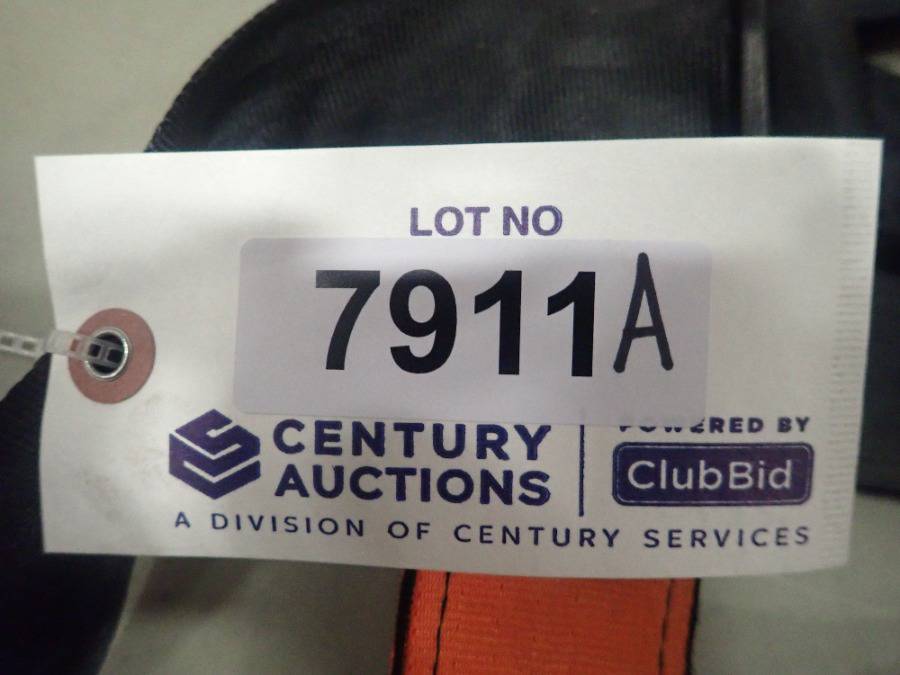 LOT NO
7911A
CENTURY
AUCTIONS
A DIVISION OF CENTURY SERVICES
POWERED BY
ClubBid